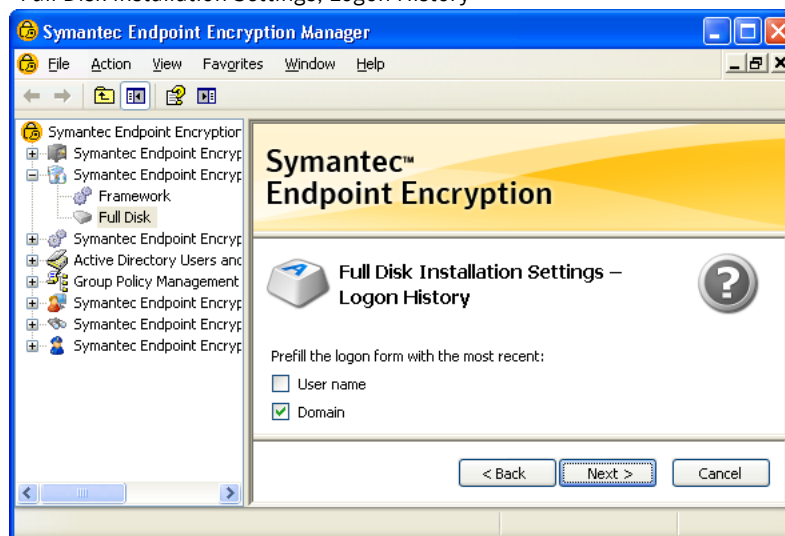 Full Disk Installation Settings, Logon History
Symantec Endpoint Encryption Manager
File Action View Favorites Window Help
Symantec Endpoint Encryption
Symantec Endpoint Encryp
Symantec Endpoint Encryp
Framework
Full Disk
Symantec Endpoint Encryp
Active Directory Users and
Group Policy Management
Symantec Endpoint Encryp
Symantec Endpoint Encryp
Symantec Endpoint Encryp
Symantec™
Endpoint Encryption
Full Disk Installation Settings –
Logon History
Prefill the logon form with the most recent:
User name
Domain
< Back Next > Cancel